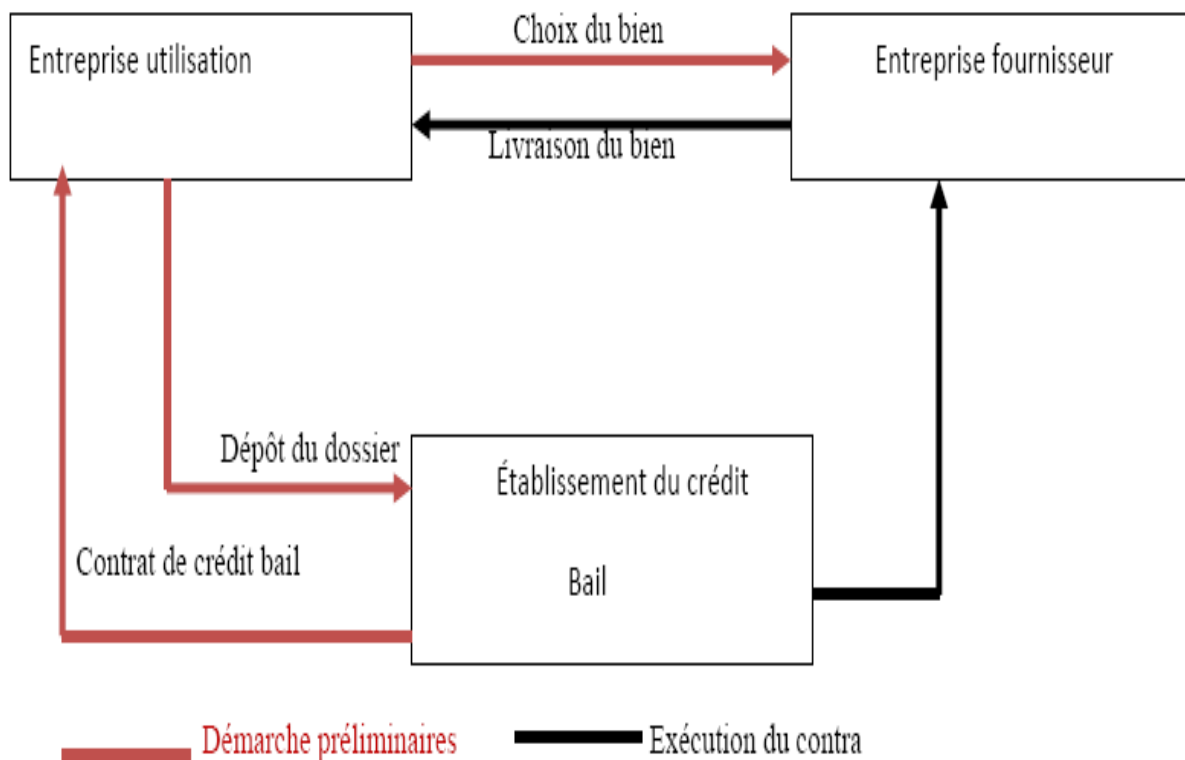 Choix du bien
Entreprise utilisation
Entreprise fournisseur
Livraison du bien
Dépôt du dossier
Établissement du crédit
Bail
Contrat de crédit bail
Démarche préliminaires
Exécution du contra